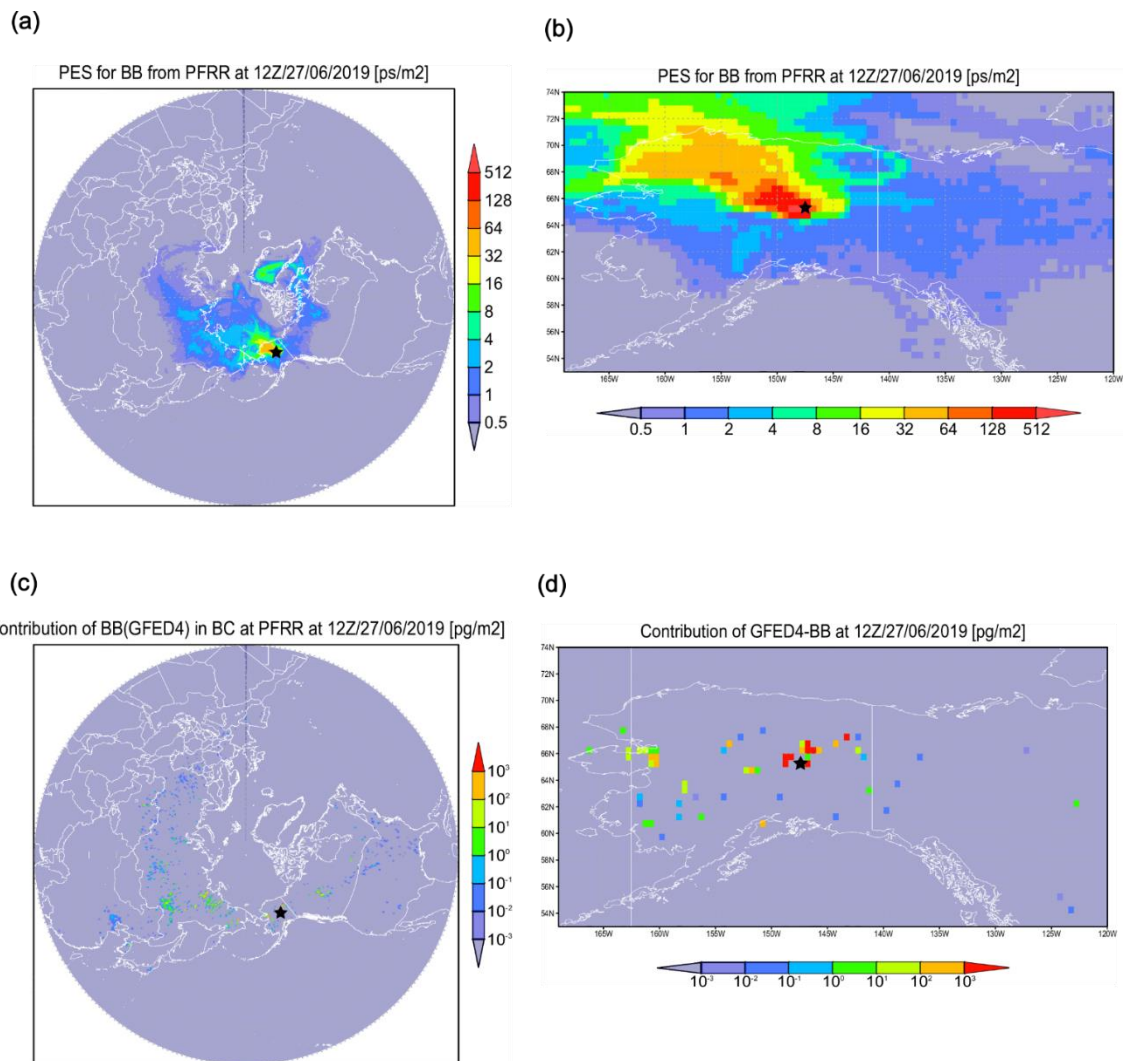 (a)
PES for BB from PFRR at 12Z/27/06/2019 [ps/m2]
512
128
64
32
16
8
4
2
1
0.5
(b)
PES for BB from PFRR at 12Z/27/06/2019 [ps/m2]
74N
72N
70N
68N
66N
64N
62N
60N
58N
56N
54N
165W 160W 155W 150W 145W 140W 135W 130W 125W 120W
0.5 1 2 4 8 16 32 64 128 512
(c)
ontribution of BB(GFED4) in BC at PFRR at 12Z/27/06/2019 [pg/m2]
10³
10²
10¹
10⁰
10⁻¹
10⁻²
10⁻³
(d)
Contribution of GFED4-BB at 12Z/27/06/2019 [pg/m2]
74N
72N
70N
68N
66N
64N
62N
60N
58N
56N
54N
165W 160W 155W 150W 145W 140W 135W 130W 125W 120W
10⁻³ 10⁻² 10⁻¹ 10⁰ 10¹ 10² 10³